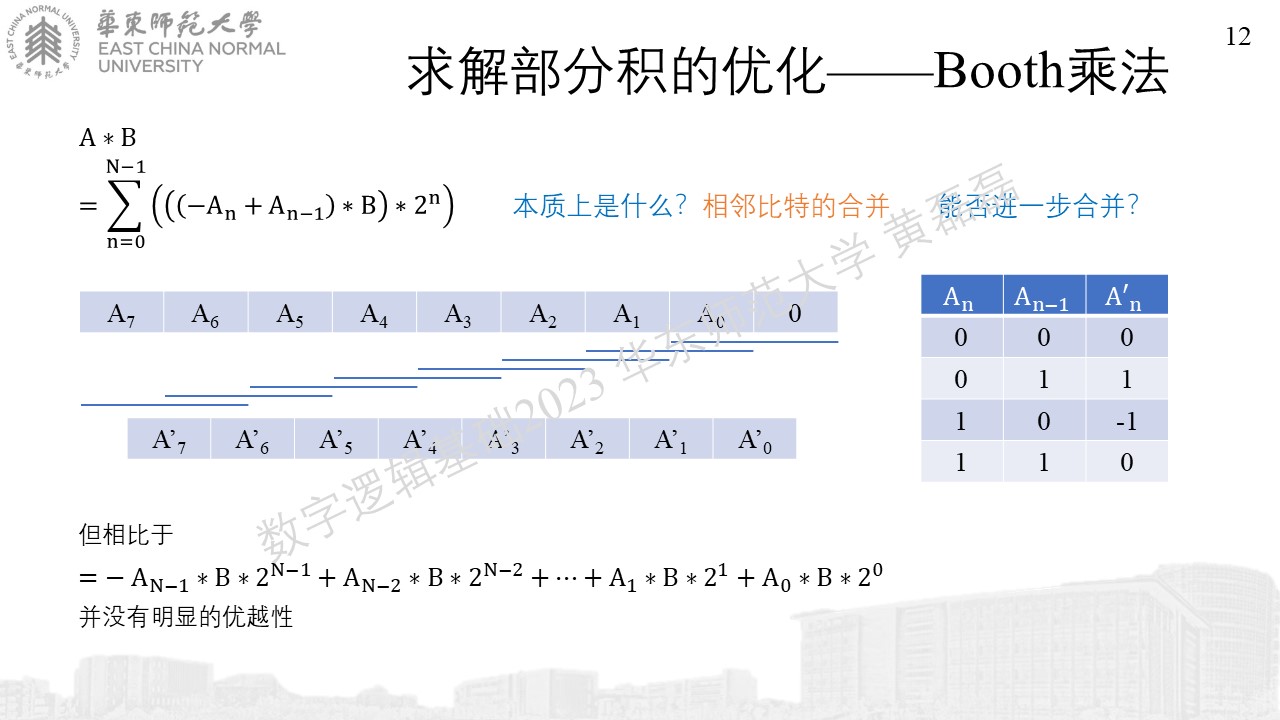 華東師範大學
EAST CHINA NORMAL
UNIVERSITY
EAST CHINA NORMAL UNIVERSITY
華東師範大學
12
求解部分积的优化——Booth乘法
A ∗ B
= ∑_{n=0}^{N−1} (((−A_n + A_{n−1}) ∗ B) ∗ 2^n)
本质上是什么？相邻比特的合并 能否进一步合并？
A_7 A_6 A_5 A_4 A_3 A_2 A_1 A_0 0
A’_7 A’_6 A’_5 A’_4 A’_3 A’_2 A’_1 A’_0
A_n A_{n−1} A′_n
0 0 0
0 1 1
1 0 -1
1 1 0
但相比于
= − A_{N−1} ∗ B ∗ 2^{N−1} + A_{N−2} ∗ B ∗ 2^{N−2} + ⋯ + A_1 ∗ B ∗ 2^1 + A_0 ∗ B ∗ 2^0
并没有明显的优越性
数字逻辑基础2023 华东师范大学 黄磊磊